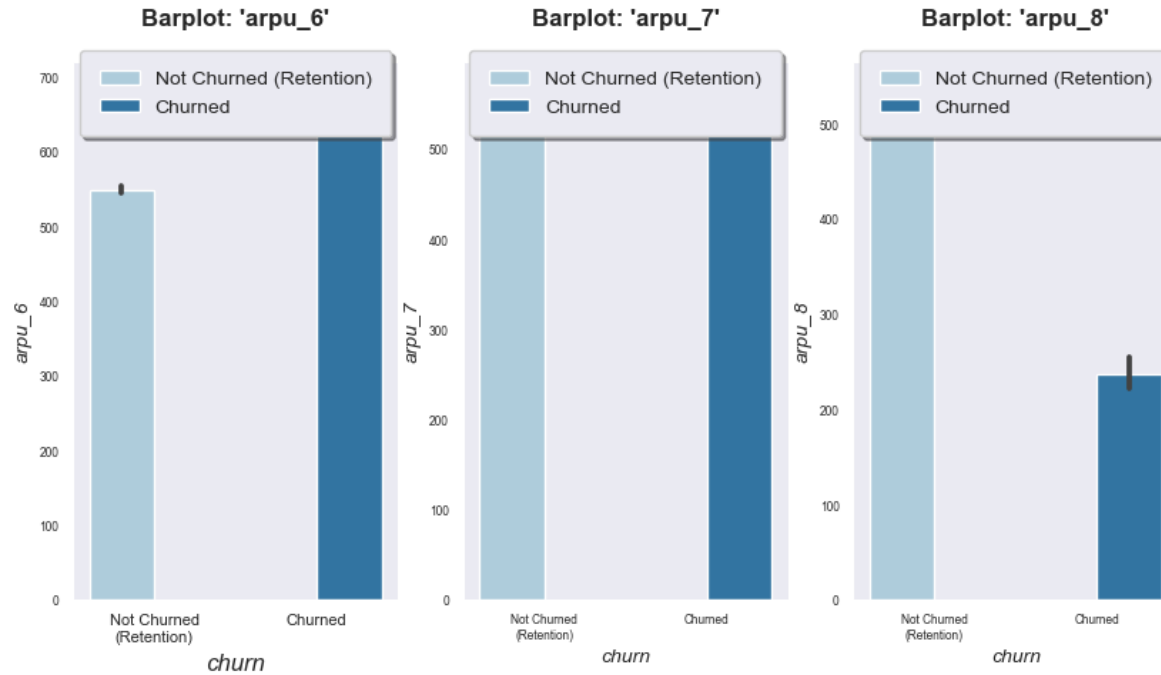 Barplot: 'arpu_6'
Not Churned (Retention)
Churned
700
600
500
400
300
200
100
0
arpu_6
Not Churned
(Retention)
Churned
churn
Barplot: 'arpu_7'
Not Churned (Retention)
Churned
500
400
300
200
100
0
arpu_7
Not Churned
(Retention)
Churned
churn
Barplot: 'arpu_8'
Not Churned (Retention)
Churned
500
400
300
200
100
0
arpu_8
Not Churned
(Retention)
Churned
churn